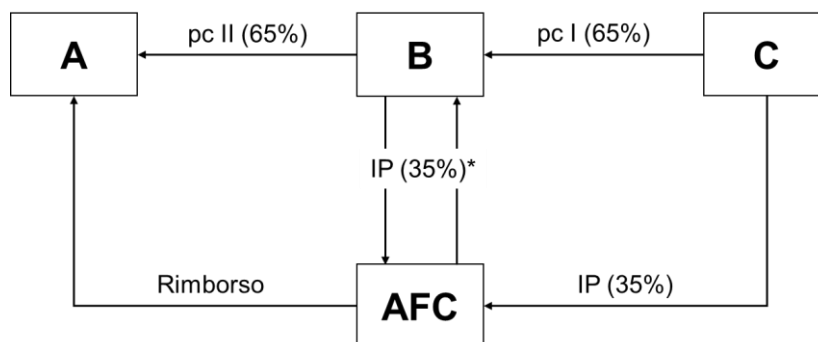 A
pc II (65%)
B
pc I (65%)
C
IP (35%)*
Rimborso
AFC
IP (35%)